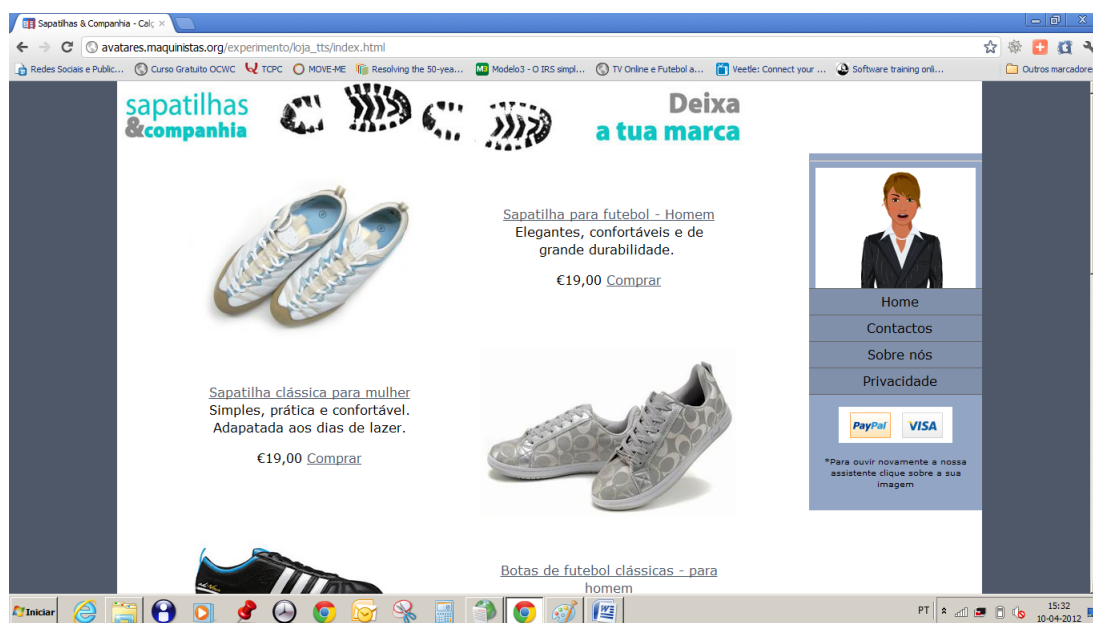 Sapatilhas & Companhia - Calç
avatares.maquinistas.org/experimento/loja_tts/index.html
Redes Sociais e Public... Curso Gratuito OCWC TCPC MOVE-ME Resolving the 50-yea... M3 Modelo3 - O IRS simpl... TV Online e Futebol a... Veetle: Connect your ... Software training onli... Outros marcadores
sapatilhas
&companhia
Deixa
a tua marca
Sapatilha para futebol - Homem
Elegantes, confortáveis e de
grande durabilidade.
€19,00 Comprar
Sapatilha clássica para mulher
Simples, prática e confortável.
Adapatada aos dias de lazer.
€19,00 Comprar
Botas de futebol clássicas - para
homem
Home
Contactos
Sobre nós
Privacidade
PayPal VISA
*Para ouvir novamente a nossa
assistente clique sobre a sua
imagem
Iniciar
PT
15:32
10-04-2012